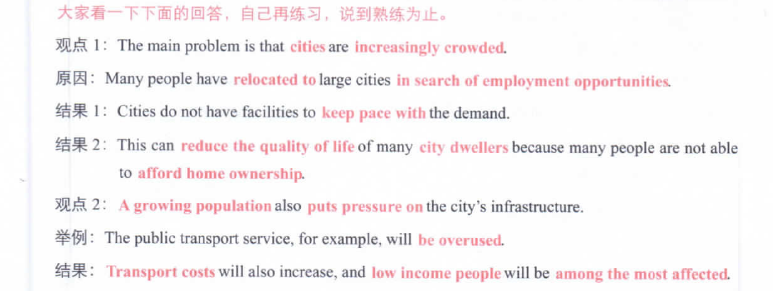 大家看一下下面的回答，自己再练习，说到熟练为止。
观点 1：The main problem is that cities are increasingly crowded.
原因：Many people have relocated to large cities in search of employment opportunities.
结果 1：Cities do not have facilities to keep pace with the demand.
结果 2：This can reduce the quality of life of many city dwellers because many people are not able
to afford home ownership.
观点 2：A growing population also puts pressure on the city's infrastructure.
举例：The public transport service, for example, will be overused.
结果：Transport costs will also increase, and low income people will be among the most affected.